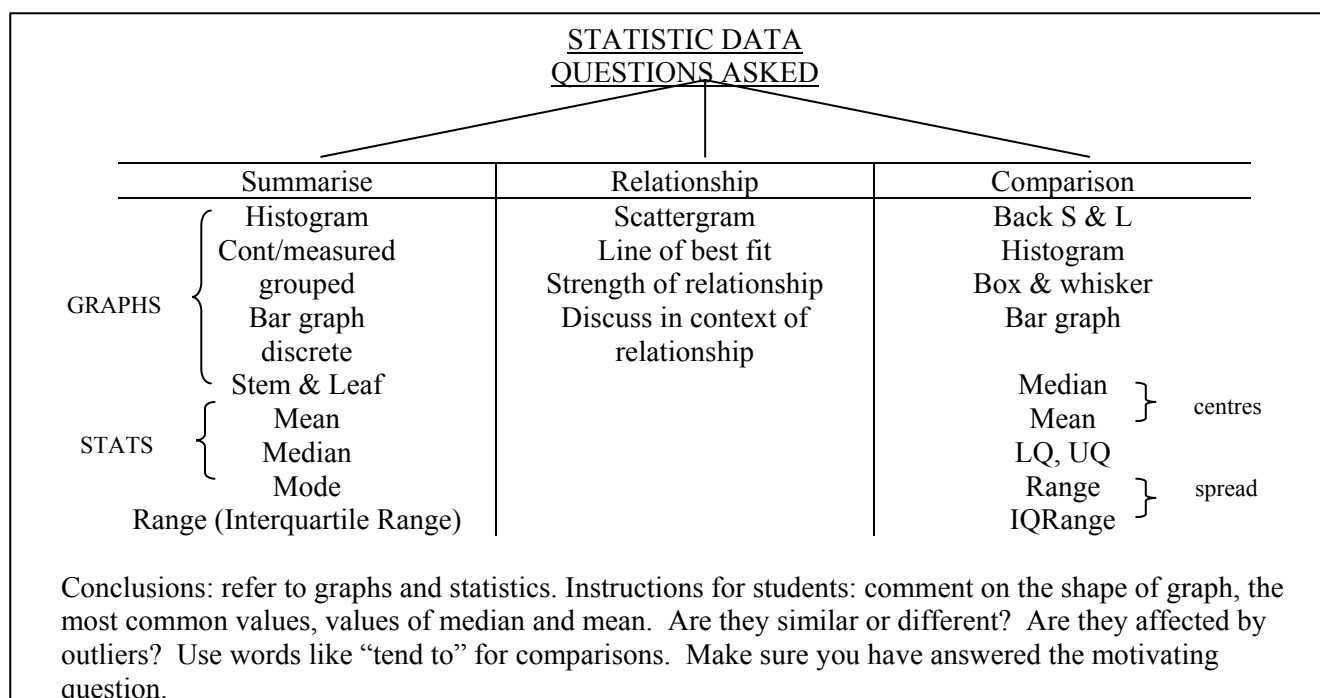 STATISTIC DATA
QUESTIONS ASKED
Summarise Relationship Comparison
Histogram Scattergram Back S & L
Cont/measured Line of best fit Histogram
grouped Strength of relationship Box & whisker
GRAPHS
Bar graph Discuss in context of Bar graph
discrete relationship
Stem & Leaf Median
Mean Mean centres
STATS
Median LQ, UQ
Mode Range spread
Range (Interquartile Range) IQRange
Conclusions: refer to graphs and statistics. Instructions for students: comment on the shape of graph, the
most common values, values of median and mean. Are they similar or different? Are they affected by
outliers? Use words like “tend to” for comparisons. Make sure you have answered the motivating
question.